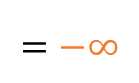 = −∞